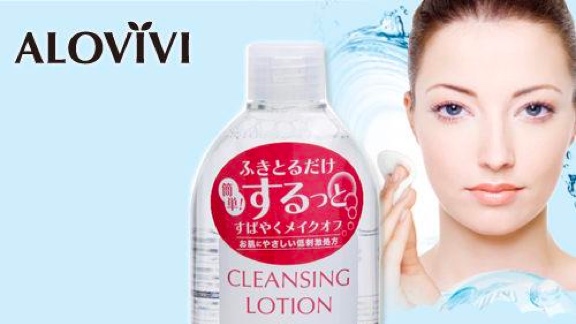 ALOVIVI
ふきとるだけ
簡単!
するっと
すばやくメイクオフ
お肌にやさしい低刺激処方
CLEANSING
LOTION